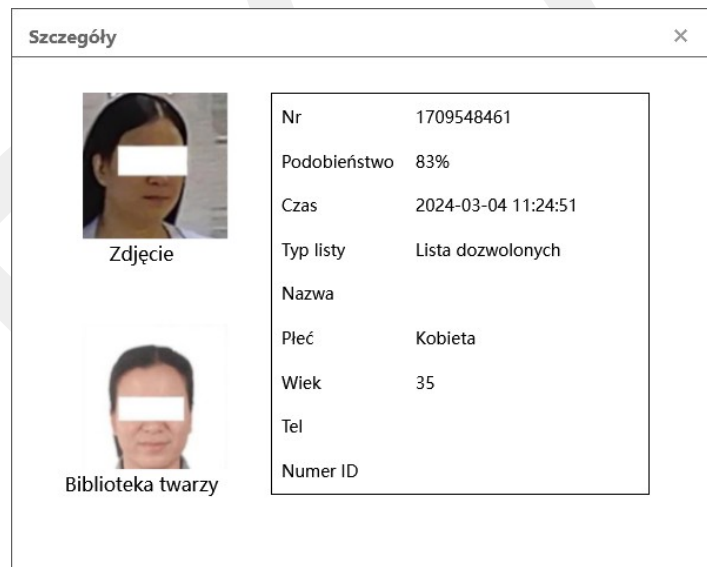 Szczegóły
Zdjęcie
Biblioteka twarzy
Nr 1709548461
Podobieństwo 83%
Czas 2024-03-04 11:24:51
Typ listy Lista dozwolonych
Nazwa
Płeć Kobieta
Wiek 35
Tel
Numer ID